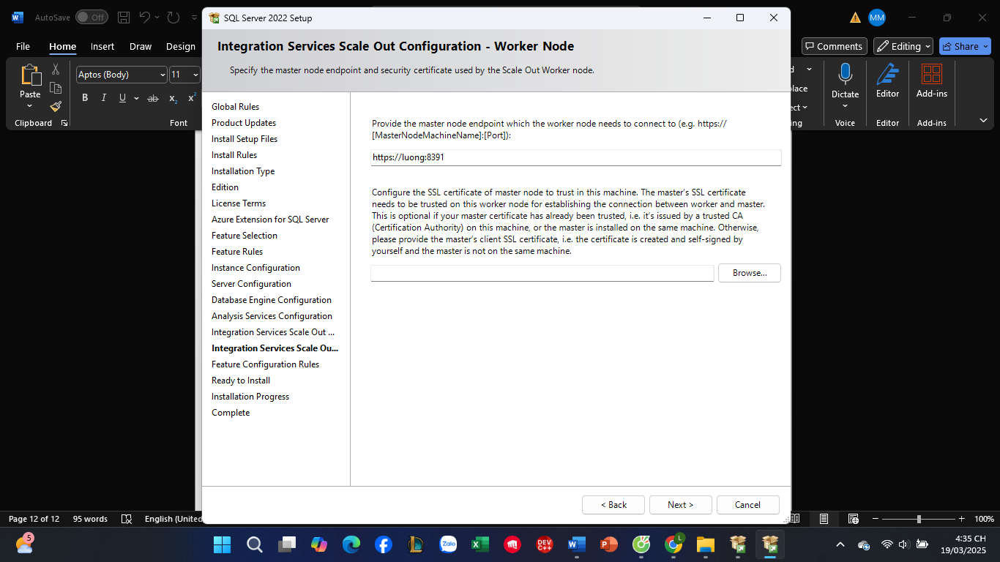 AutoSave
Off
SQL Server 2022 Setup
MM
File
Home
Insert
Draw
Design
Comments
Editing
Share
Integration Services Scale Out Configuration - Worker Node
Specify the master node endpoint and security certificate used by the Scale Out Worker node.
Paste
Aptos (Body)
11
B
I
U
ab
x2
x2
Clipboard
Font
Dictate
Editor
Add-ins
Voice
Editor
Add-ins
Global Rules
Product Updates
Install Setup Files
Install Rules
Installation Type
Edition
License Terms
Azure Extension for SQL Server
Feature Selection
Feature Rules
Instance Configuration
Server Configuration
Database Engine Configuration
Analysis Services Configuration
Integration Services Scale Out ...
Integration Services Scale Ou...
Feature Configuration Rules
Ready to Install
Installation Progress
Complete
Provide the master node endpoint which the worker node needs to connect to (e.g. https://
[MasterNodeMachineName]:[Port]):
https://luong:8391
Configure the SSL certificate of master node to trust in this machine. The master's SSL certificate
needs to be trusted on this worker node for establishing the connection between worker and master.
This is optional if your master certificate has already been trusted, i.e. it's issued by a trusted CA
(Certification Authority) on this machine, or the master is installed on the same machine. Otherwise,
please provide the master's client SSL certificate, i.e. the certificate is created and self-signed by
yourself and the master is not on the same machine.
Browse...
< Back
Next >
Cancel
Page 12 of 12
95 words
English (United
100%
5
Zalo
DEV
C++
L
4:35 CH
19/03/2025